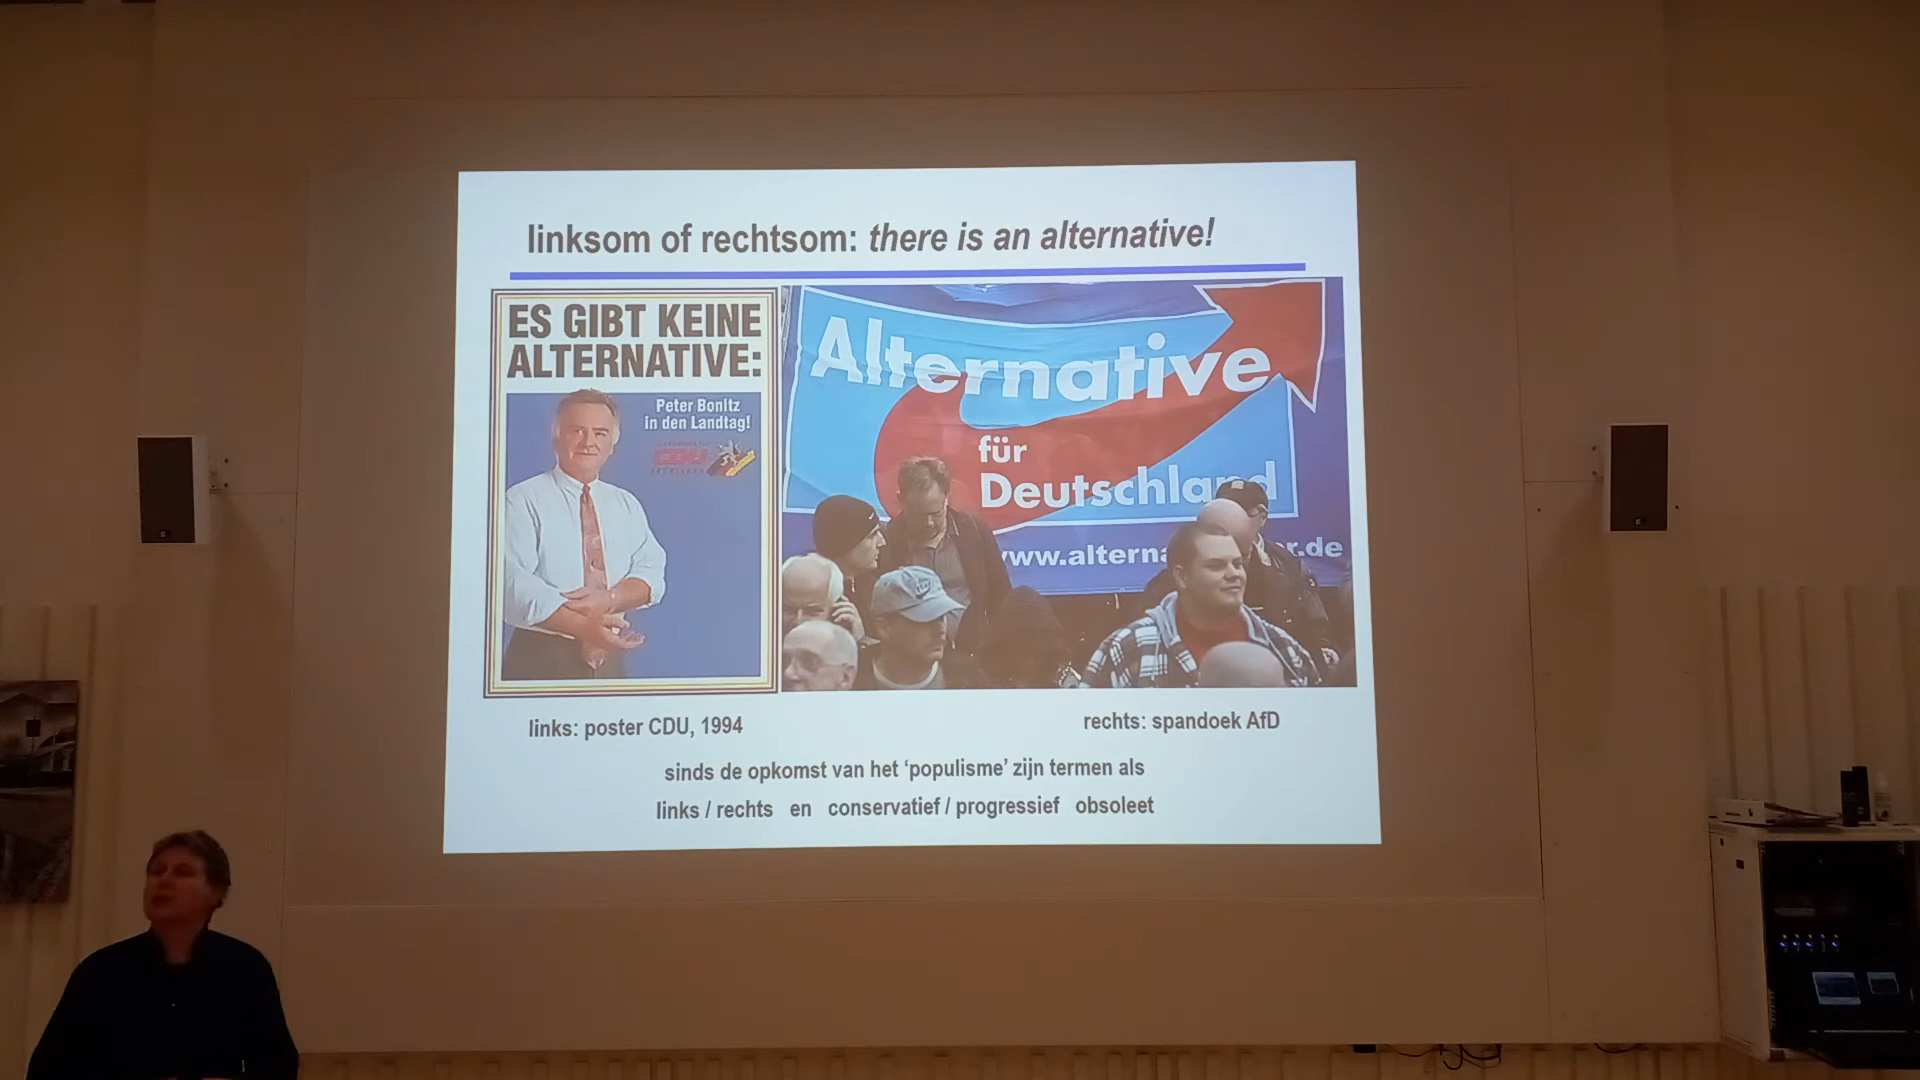 linksom of rechtsom: there is an alternative!
ES GIBT KEINE
ALTERNATIVE:
Peter Bonitz
in den Landtag!
CDU
Alternative
für
Deutschland
www.alterna
r.de
links: poster CDU, 1994
rechts: spandoek AfD
sinds de opkomst van het ‘populisme’ zijn termen als
links / rechts en conservatief / progressief obsoleet